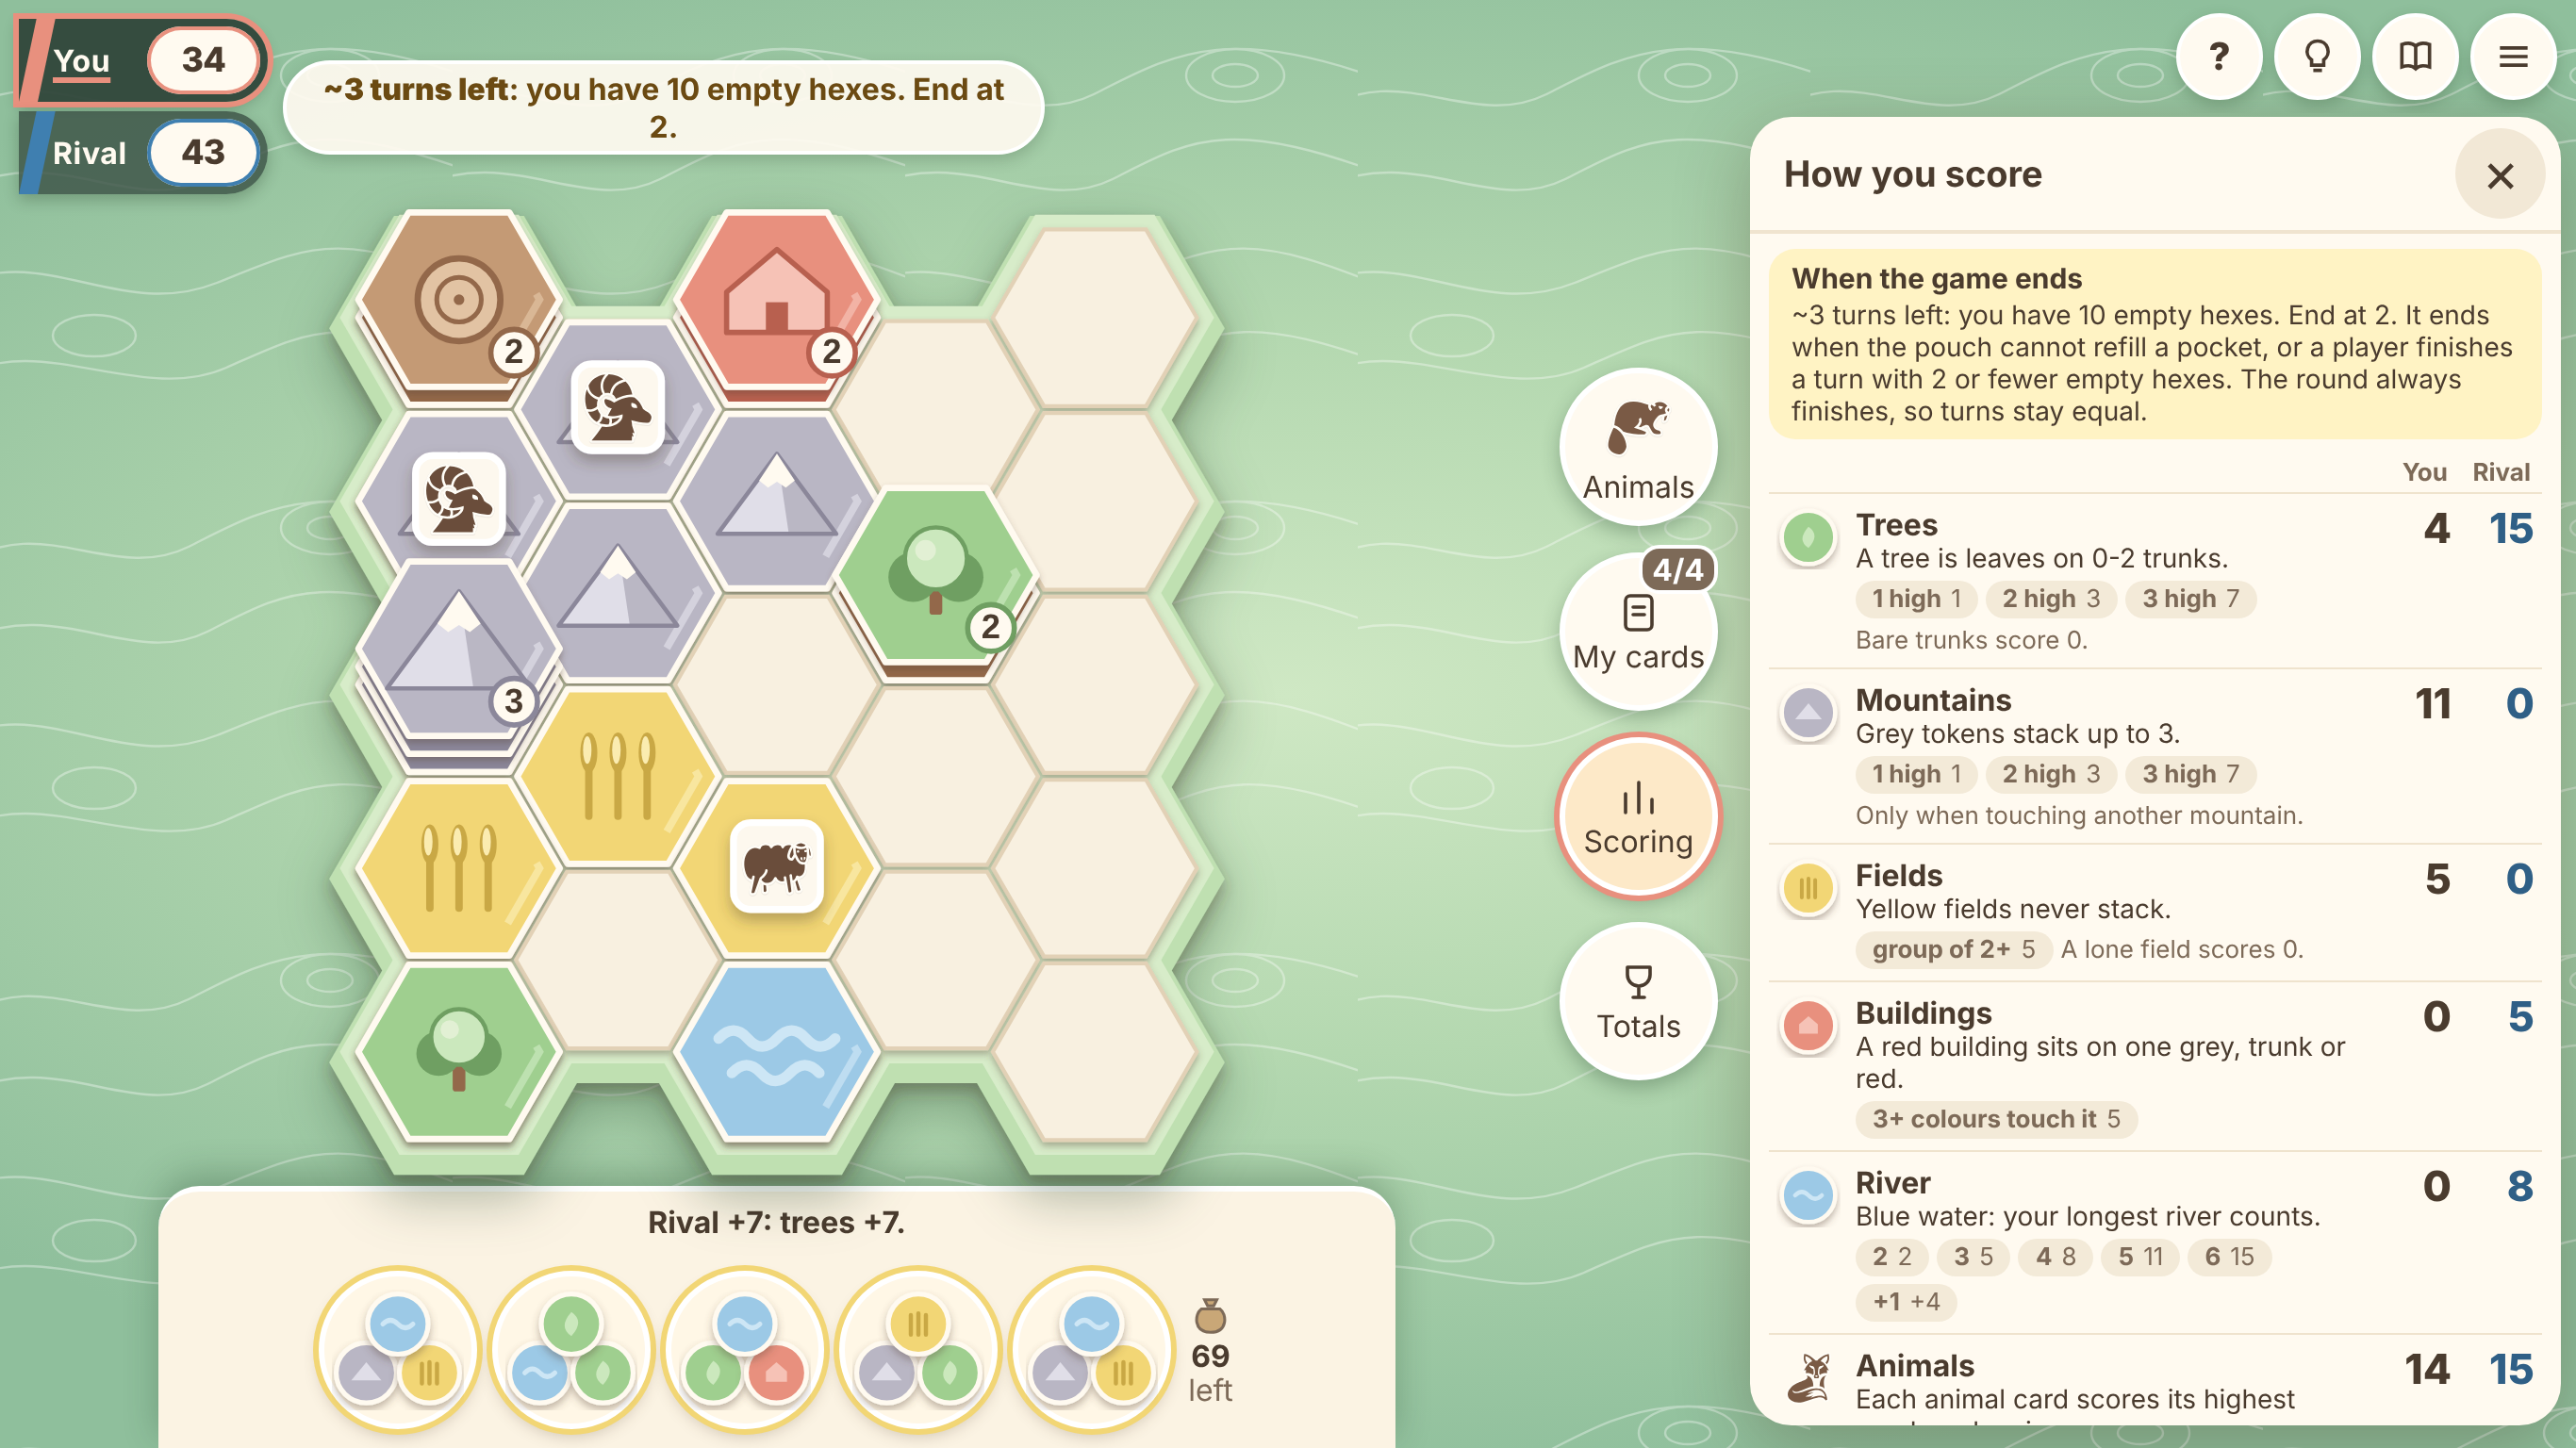 You 34
Rival 43
~3 turns left: you have 10 empty hexes. End at
2.
?
2
2
3
2
Animals
4/4
My cards
Scoring
Totals
Rival +7: trees +7.
69
left
How you score
When the game ends
~3 turns left: you have 10 empty hexes. End at 2. It ends
when the pouch cannot refill a pocket, or a player finishes
a turn with 2 or fewer empty hexes. The round always
finishes, so turns stay equal.
You Rival
Trees 4 15
A tree is leaves on 0-2 trunks.
1 high 1 2 high 3 3 high 7
Bare trunks score 0.
Mountains 11 0
Grey tokens stack up to 3.
1 high 1 2 high 3 3 high 7
Only when touching another mountain.
Fields 5 0
Yellow fields never stack.
group of 2+ 5 A lone field scores 0.
Buildings 0 5
A red building sits on one grey, trunk or
red.
3+ colours touch it 5
River 0 8
Blue water: your longest river counts.
2 2 3 5 4 8 5 11 6 15
+1 +4
Animals 14 15
Each animal card scores its highest